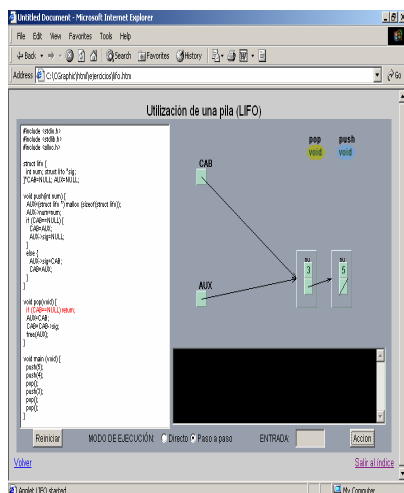 Untitled Document - Microsoft Internet Explorer
File Edit View Favorites Tools Help
Back Search Favorites History
Address C:\CGraphic\html\ejercicios\lifo.htm Go
Utilización de una pila (LIFO)
#include <stdio.h>
#include <stdlib.h>
#include <alloc.h>
struct lifo {
int num; struct lifo *sig;
}*CAB=NULL; AUX=NULL;
void push(int num) {
AUX=(struct lifo *) malloc (sizeof(struct lifo));
AUX->num=num;
if (CAB==NULL) {
CAB=AUX;
AUX->sig=NULL;
}
else {
AUX->sig=CAB;
CAB=AUX;
}
}
void pop(void) {
if (CAB==NULL) return;
AUX=CAB;
CAB=CAB->sig;
free(AUX);
}
void main (void) {
push(5);
push(4);
pop();
push(3);
pop();
pop();
}
pop push
void void
CAB
AUX
nu nu
3 5
Reiniciar MODO DE EJECUCIÓN: Directo Paso a paso ENTRADA: Accion
Volver Salir al índice
Applet LIFO started My Computer